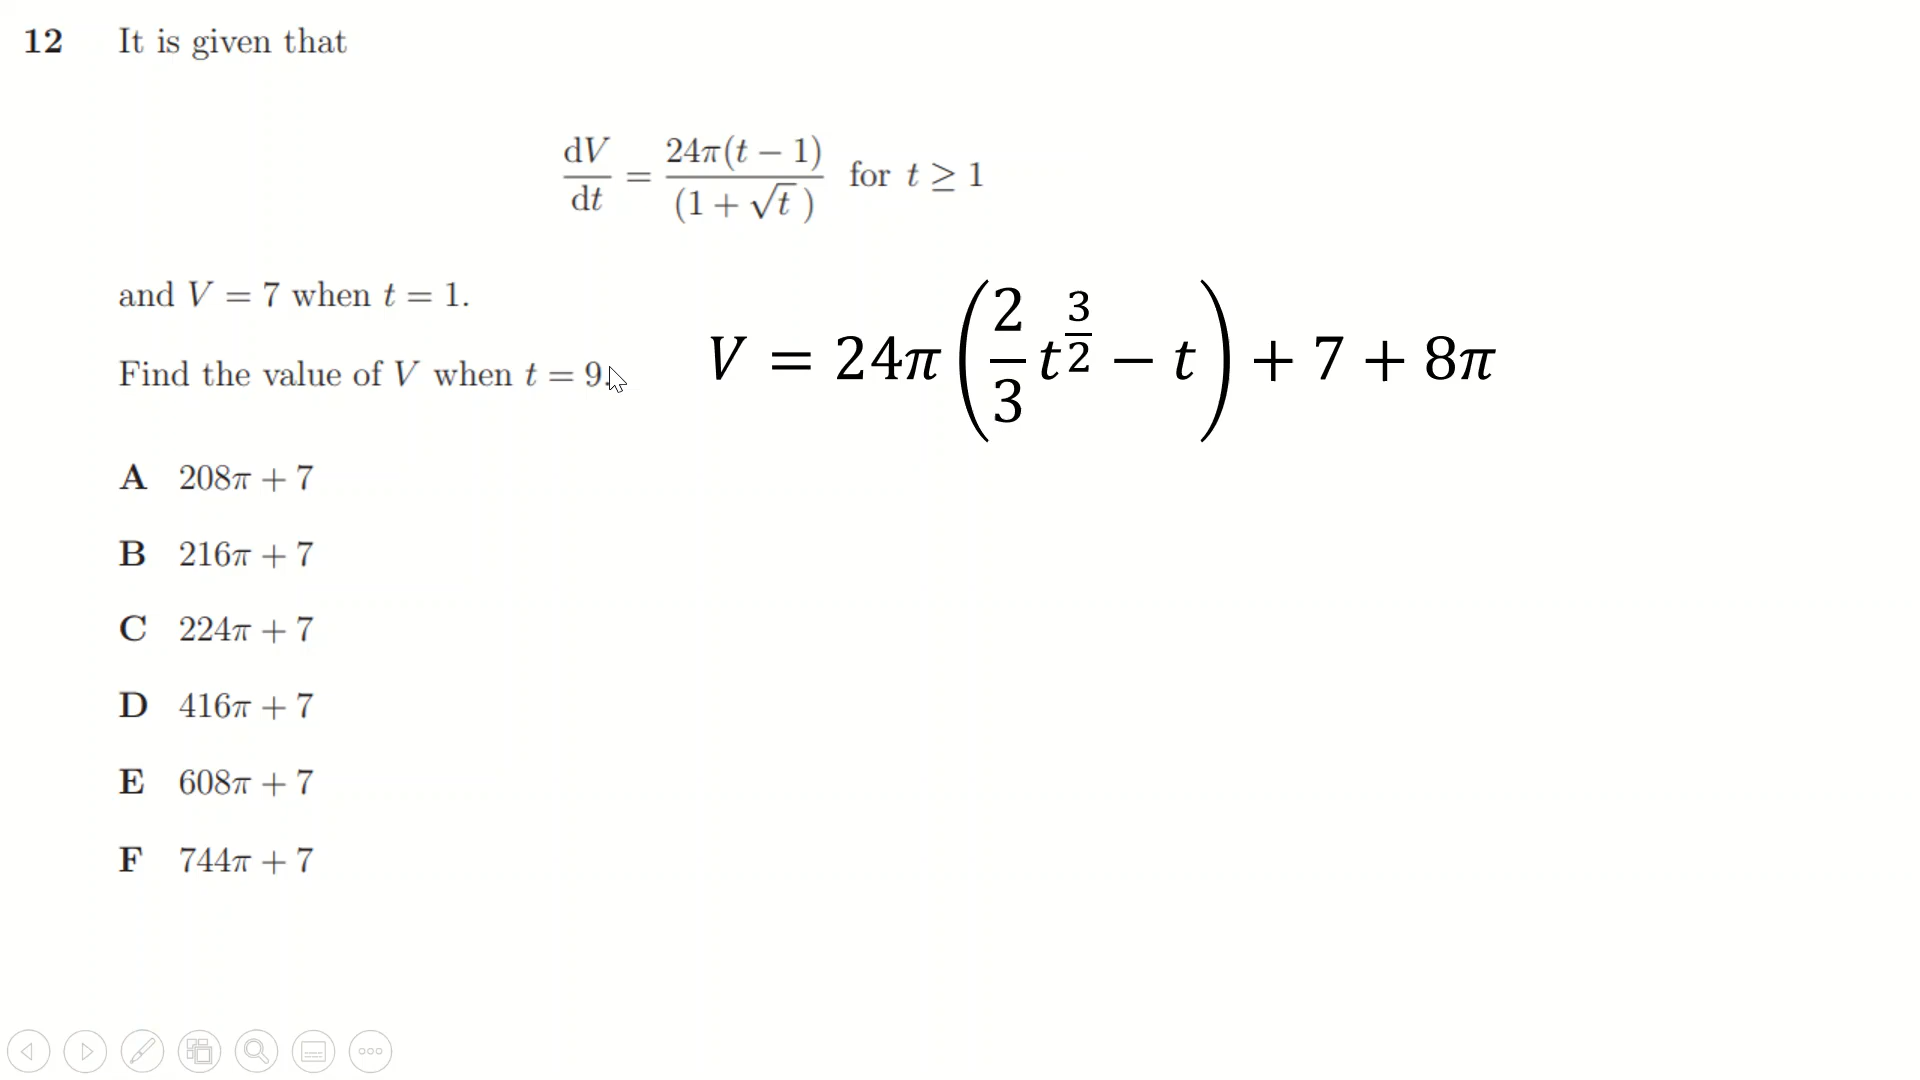 12 It is given that
dV/dt = 24π(t − 1)/(1 + √t) for t ≥ 1
and V = 7 when t = 1.
V = 24π(2/3 t^(3/2) − t) + 7 + 8π
Find the value of V when t = 9.
A 208π + 7
B 216π + 7
C 224π + 7
D 416π + 7
E 608π + 7
F 744π + 7